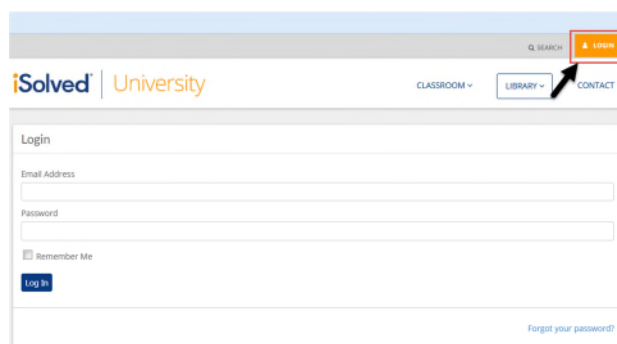 SEARCH LOGIN
iSolved University CLASSROOM LIBRARY CONTACT
Login
Email Address
Password
Remember Me
Log In
Forgot your password?